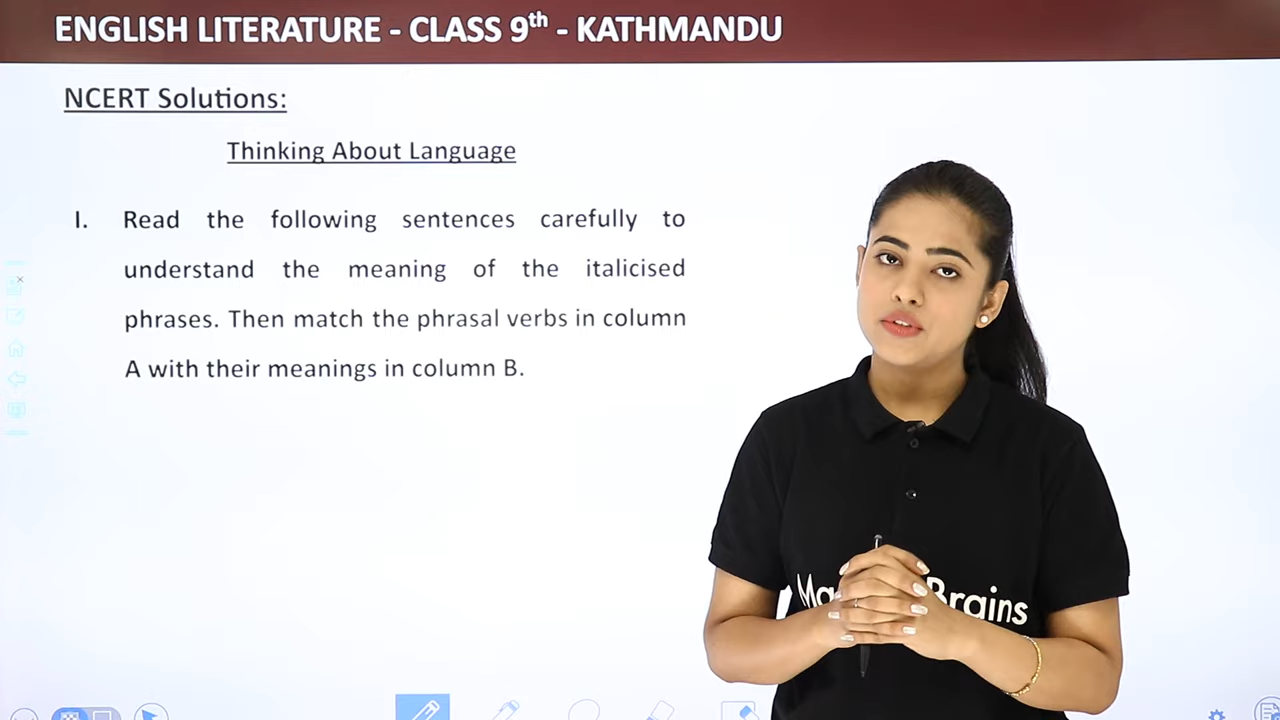 ENGLISH LITERATURE - CLASS 9th - KATHMANDU
NCERT Solutions:
Thinking About Language
I. Read the following sentences carefully to
understand the meaning of the italicised
phrases. Then match the phrasal verbs in column
A with their meanings in column B.
Brains